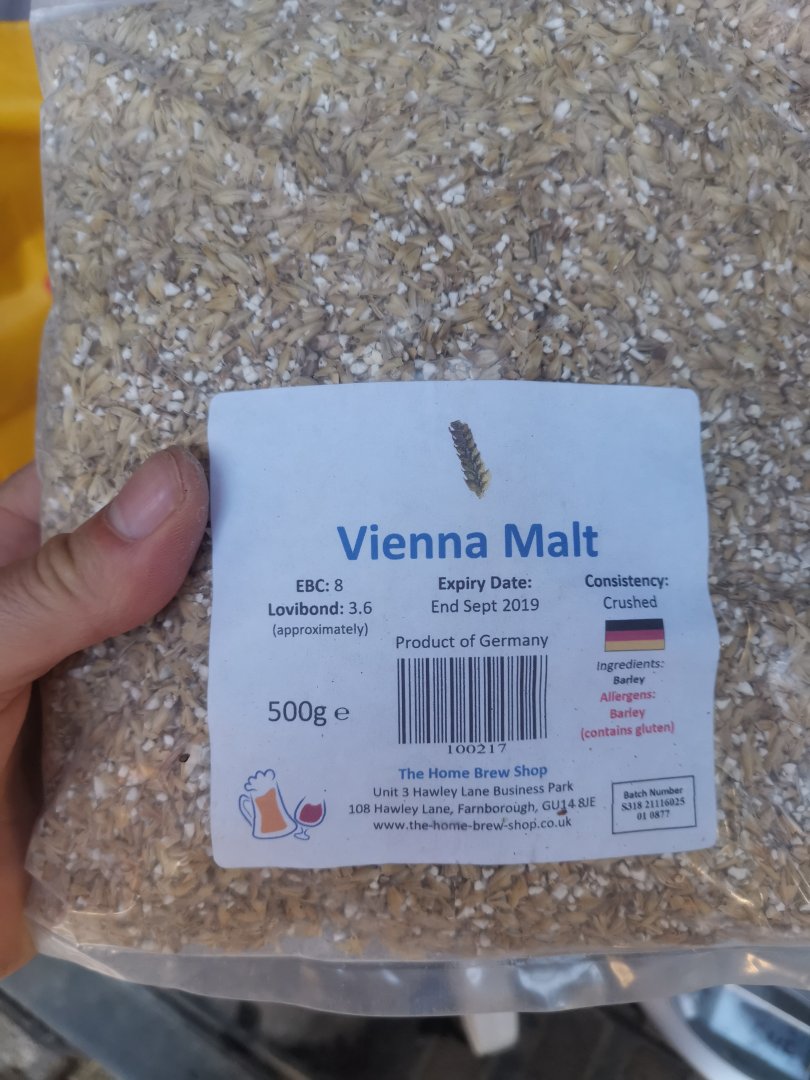 Vienna Malt
EBC: 8
Lovibond: 3.6
(approximately)
500g e
Expiry Date:
End Sept 2019
Product of Germany
100217
Consistency:
Crushed
Ingredients:
Barley
Allergens:
Barley
(contains gluten)
The Home Brew Shop
Unit 3 Hawley Lane Business Park
108 Hawley Lane, Farnborough, GU14 8JE
www.the-home-brew-shop.co.uk
Batch Number
S318 21116025
01 0877